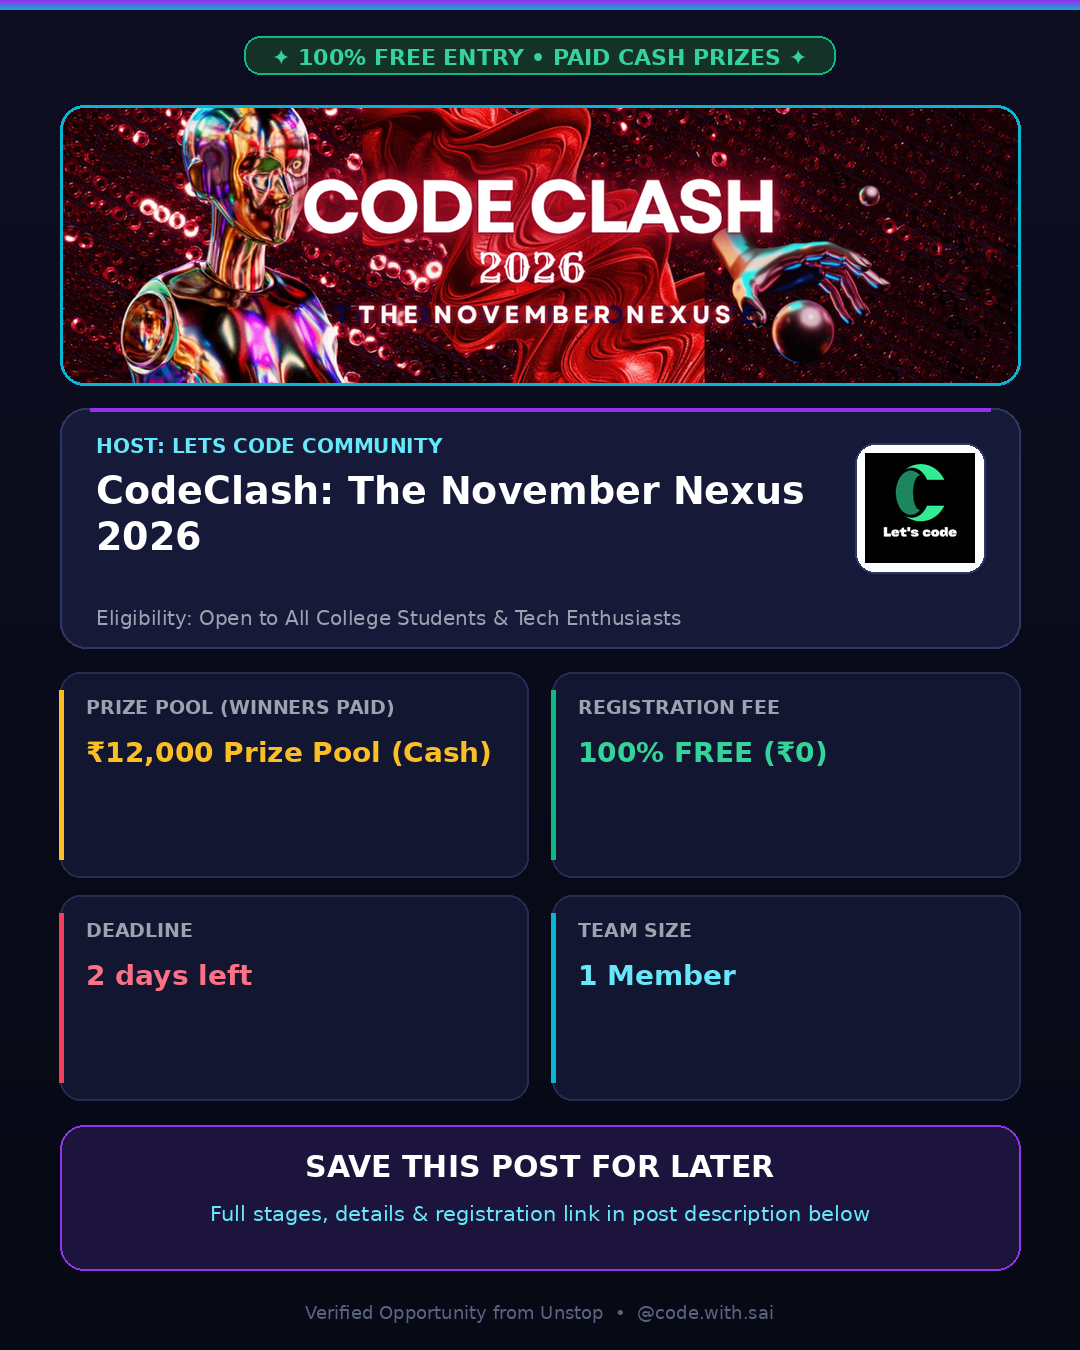 ✦ 100% FREE ENTRY • PAID CASH PRIZES ✦
CODE CLASH
2026
THE NOVEMBER NEXUS
HOST: LETS CODE COMMUNITY
CodeClash: The November Nexus
2026
Let's code
Eligibility: Open to All College Students & Tech Enthusiasts
PRIZE POOL (WINNERS PAID)
₹12,000 Prize Pool (Cash)
REGISTRATION FEE
100% FREE (₹0)
DEADLINE
2 days left
TEAM SIZE
1 Member
SAVE THIS POST FOR LATER
Full stages, details & registration link in post description below
Verified Opportunity from Unstop • @code.with.sai